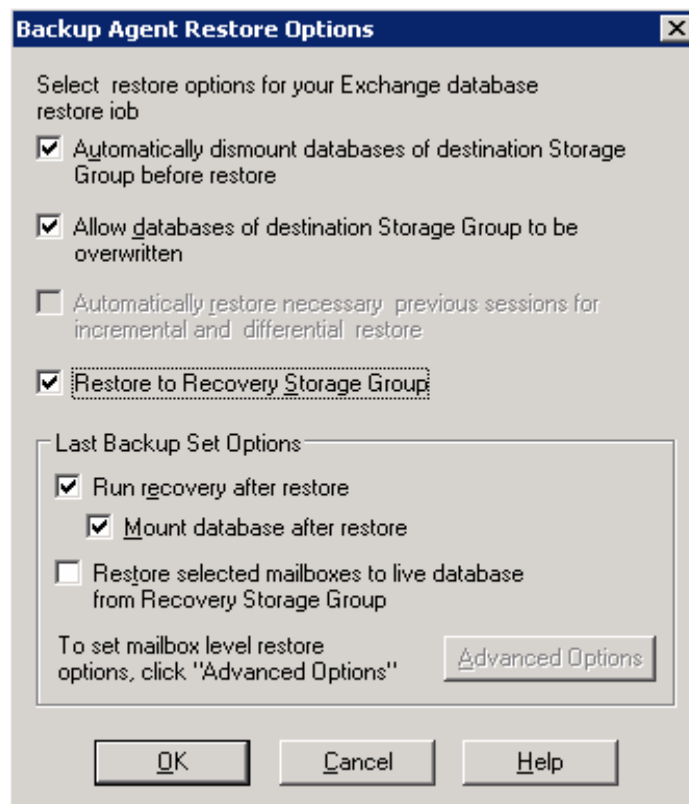 Backup Agent Restore Options
Select restore options for your Exchange database
restore iob
Automatically dismount databases of destination Storage
Group before restore
Allow databases of destination Storage Group to be
overwritten
Automatically restore necessary previous sessions for
incremental and differential restore
Restore to Recovery Storage Group
Last Backup Set Options
Run recovery after restore
Mount database after restore
Restore selected mailboxes to live database
from Recovery Storage Group
To set mailbox level restore
options, click "Advanced Options"
Advanced Options
OK
Cancel
Help